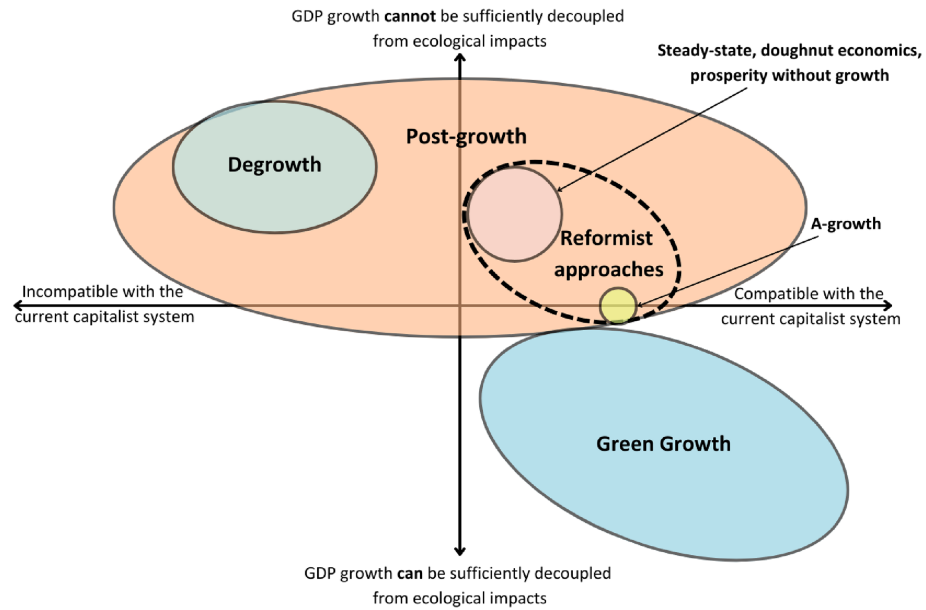 GDP growth cannot be sufficiently decoupled
from ecological impacts
Steady-state, doughnut economics,
prosperity without growth
Post-growth
Degrowth
A-growth
Reformist
approaches
Incompatible with the
current capitalist system
Compatible with the
current capitalist system
Green Growth
GDP growth can be sufficiently decoupled
from ecological impacts